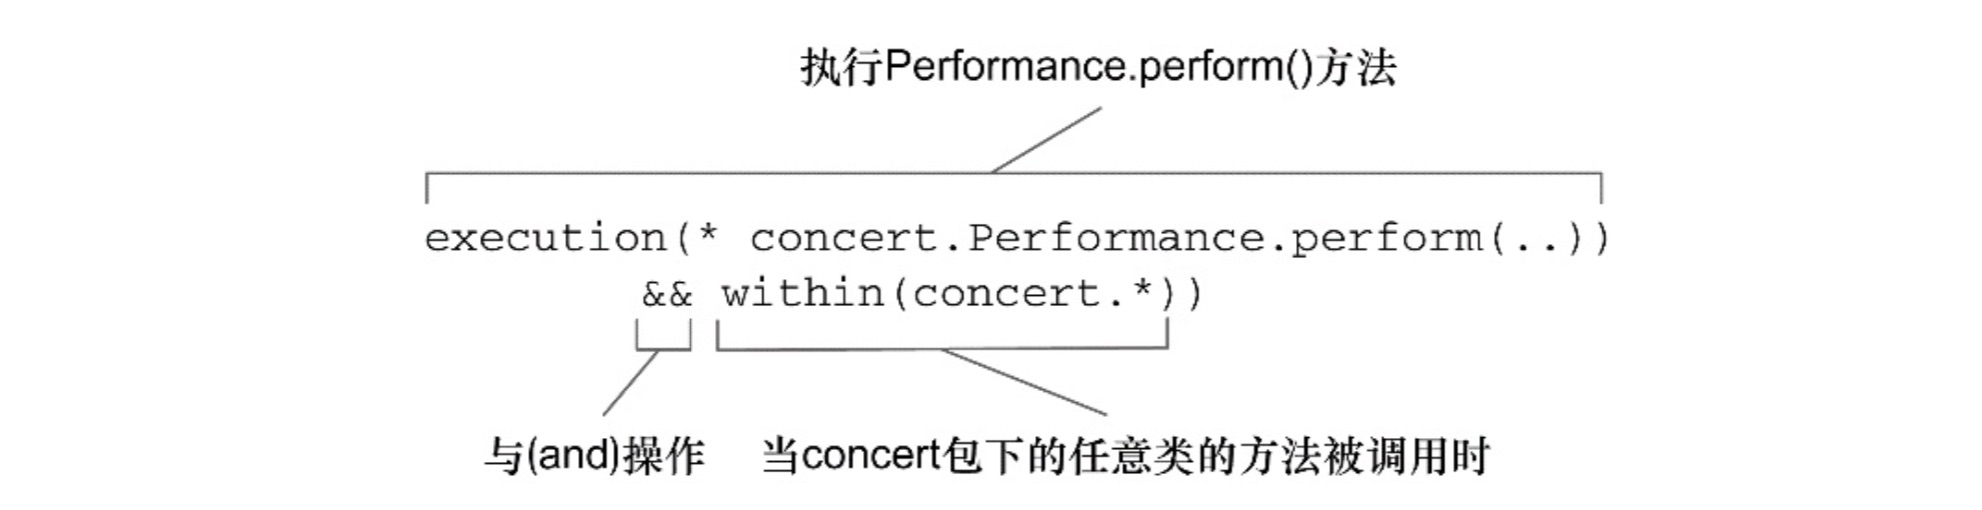 执行Performance.perform()方法
execution(* concert.Performance.perform(..))
&& within(concert.*))
与(and)操作 当concert包下的任意类的方法被调用时